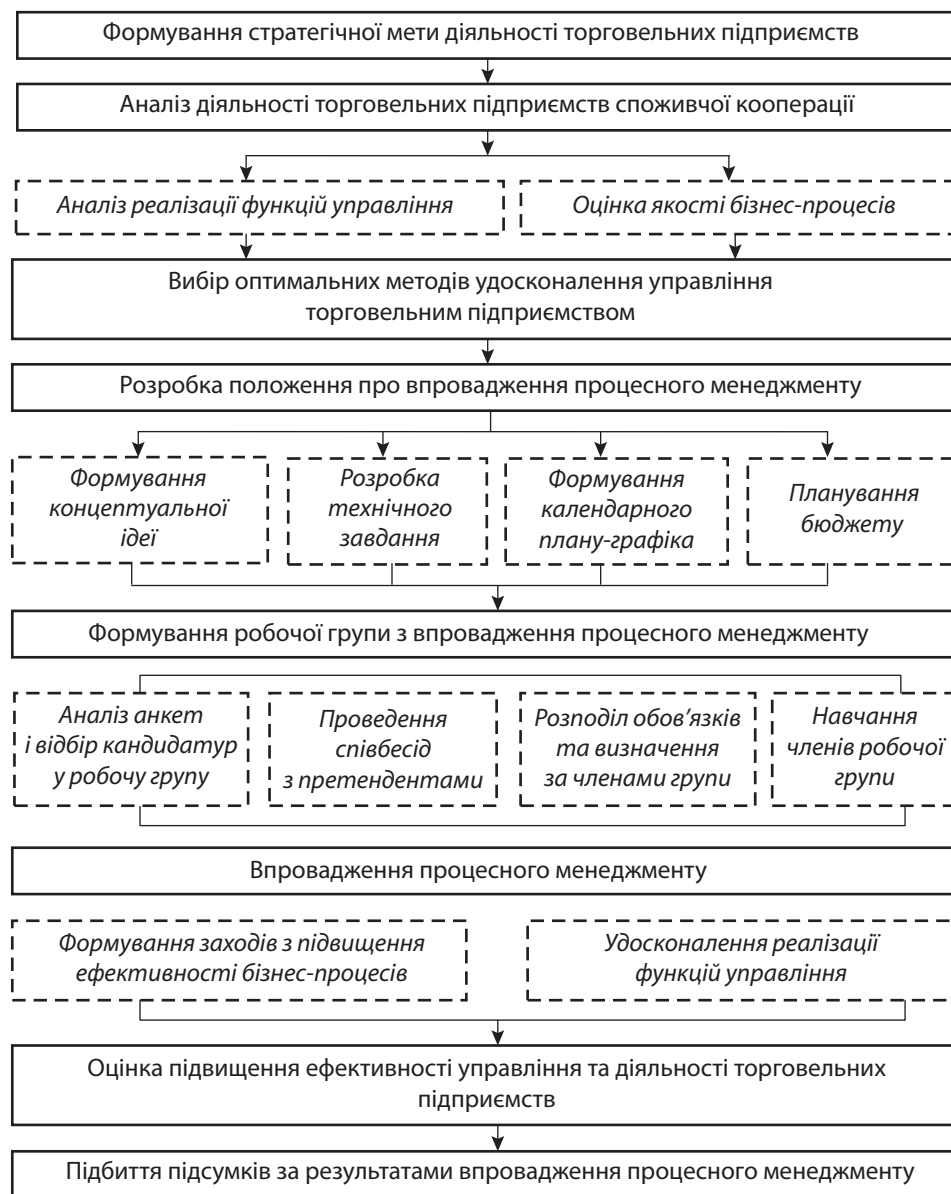 Формування стратегічної мети діяльності торговельних підприємств
Аналіз діяльності торговельних підприємств споживчої кооперації
Аналіз реалізації функцій управління
Оцінка якості бізнес-процесів
Вибір оптимальних методів удосконалення управління
торговельним підприємством
Розробка положення про впровадження процесного менеджменту
Формування
концептуальної
ідеї
Розробка
технічного
завдання
Формування
календарного
плану-графіка
Планування
бюджету
Формування робочої групи з впровадження процесного менеджменту
Аналіз анкет
і відбір кандидатур
у робочу групу
Проведення
співбесід
з претендентами
Розподіл обов’язків
та визначення
за членами групи
Навчання
членів робочої
групи
Впровадження процесного менеджменту
Формування заходів з підвищення
ефективності бізнес-процесів
Удосконалення реалізації
функцій управління
Оцінка підвищення ефективності управління та діяльності торговельних
підприємств
Підбиття підсумків за результатами впровадження процесного менеджменту